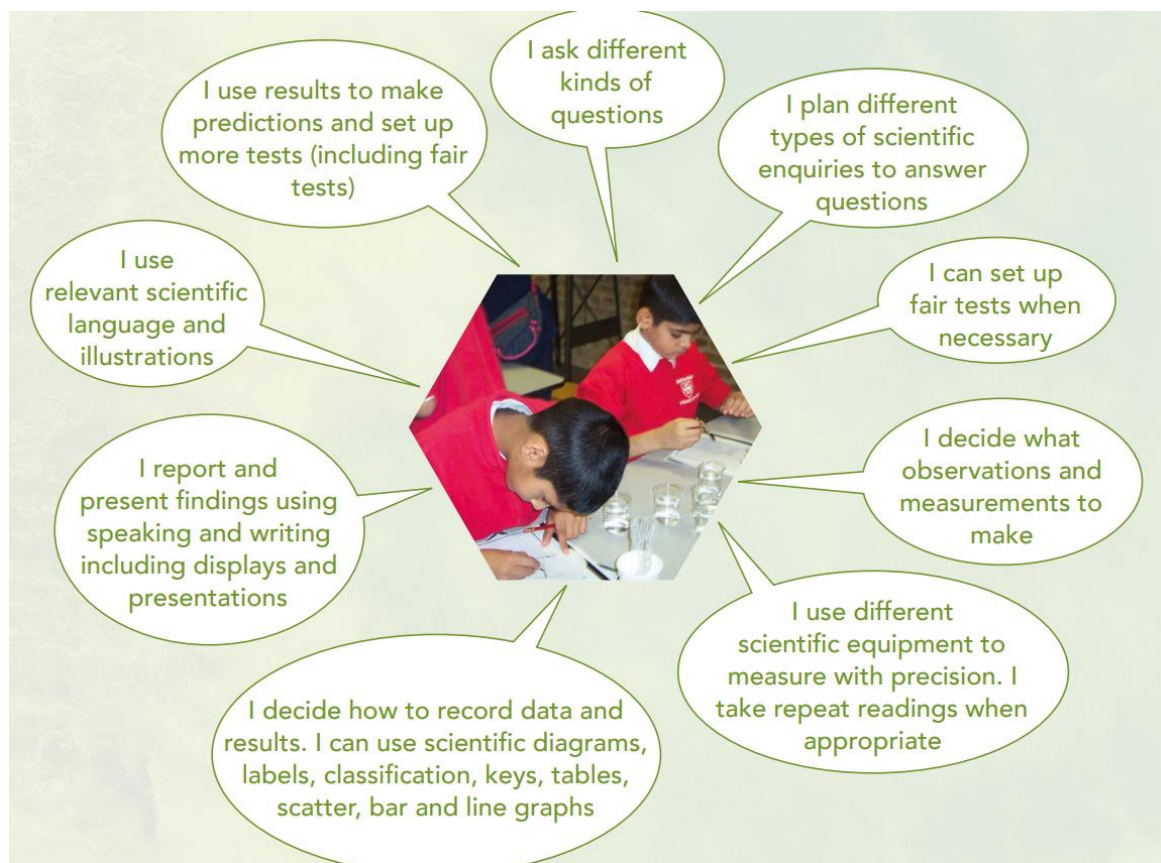 I ask different
kinds of
questions
I plan different
types of scientific
enquiries to answer
questions
I can set up
fair tests when
necessary
I decide what
observations and
measurements to
make
I use different
scientific equipment to
measure with precision. I
take repeat readings when
appropriate
I decide how to record data and
results. I can use scientific diagrams,
labels, classification, keys, tables,
scatter, bar and line graphs
I report and
present findings using
speaking and writing
including displays and
presentations
I use
relevant scientific
language and
illustrations
I use results to make
predictions and set up
more tests (including fair
tests)